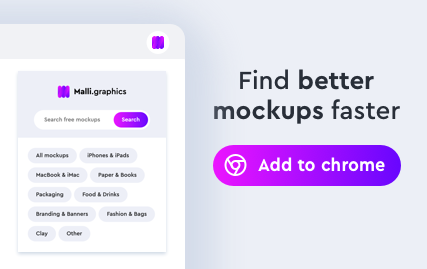 Malli.graphics
Search free mockups
Search
All mockups
iPhones & iPads
MacBook & iMac
Paper & Books
Packaging
Food & Drinks
Branding & Banners
Fashion & Bags
Clay
Other
Find better
mockups faster
Add to chrome